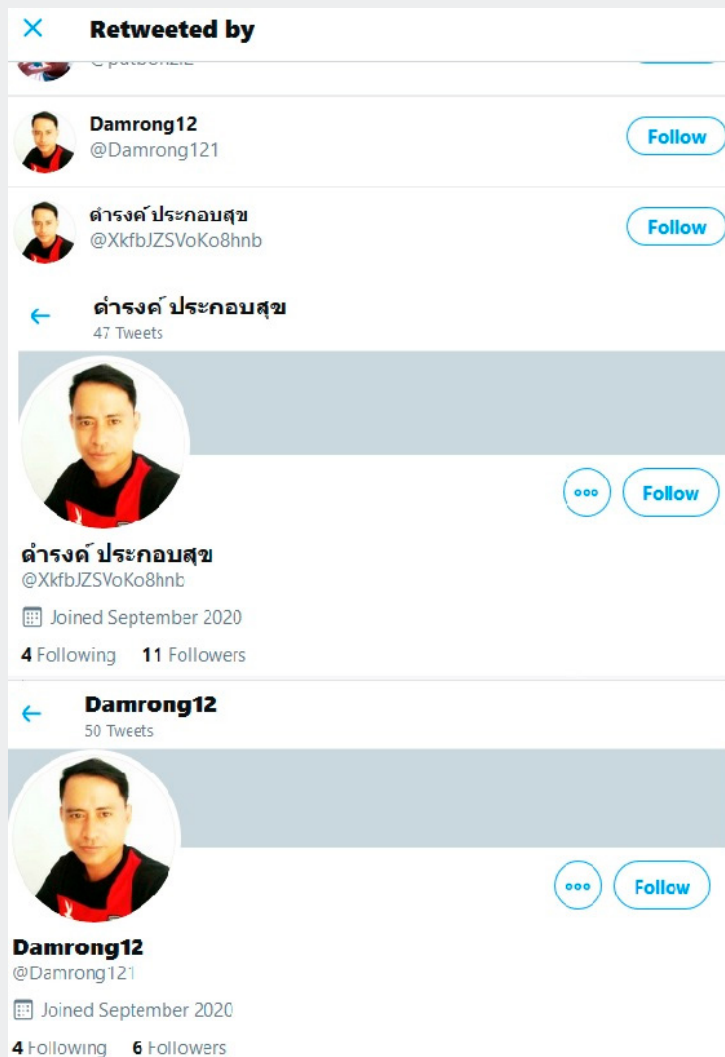 Retweeted by
Damrong12
@Damrong121
Follow
ดำรงค์ ประกอบสุข
@XkfbJZSVoKo8hnb
Follow
ดำรงค์ ประกอบสุข
47 Tweets
Follow
ดำรงค์ ประกอบสุข
@XkfbJZSVoKo8hnb
Joined September 2020
4 Following 11 Followers
Damrong12
50 Tweets
Follow
Damrong12
@Damrong121
Joined September 2020
4 Following 6 Followers